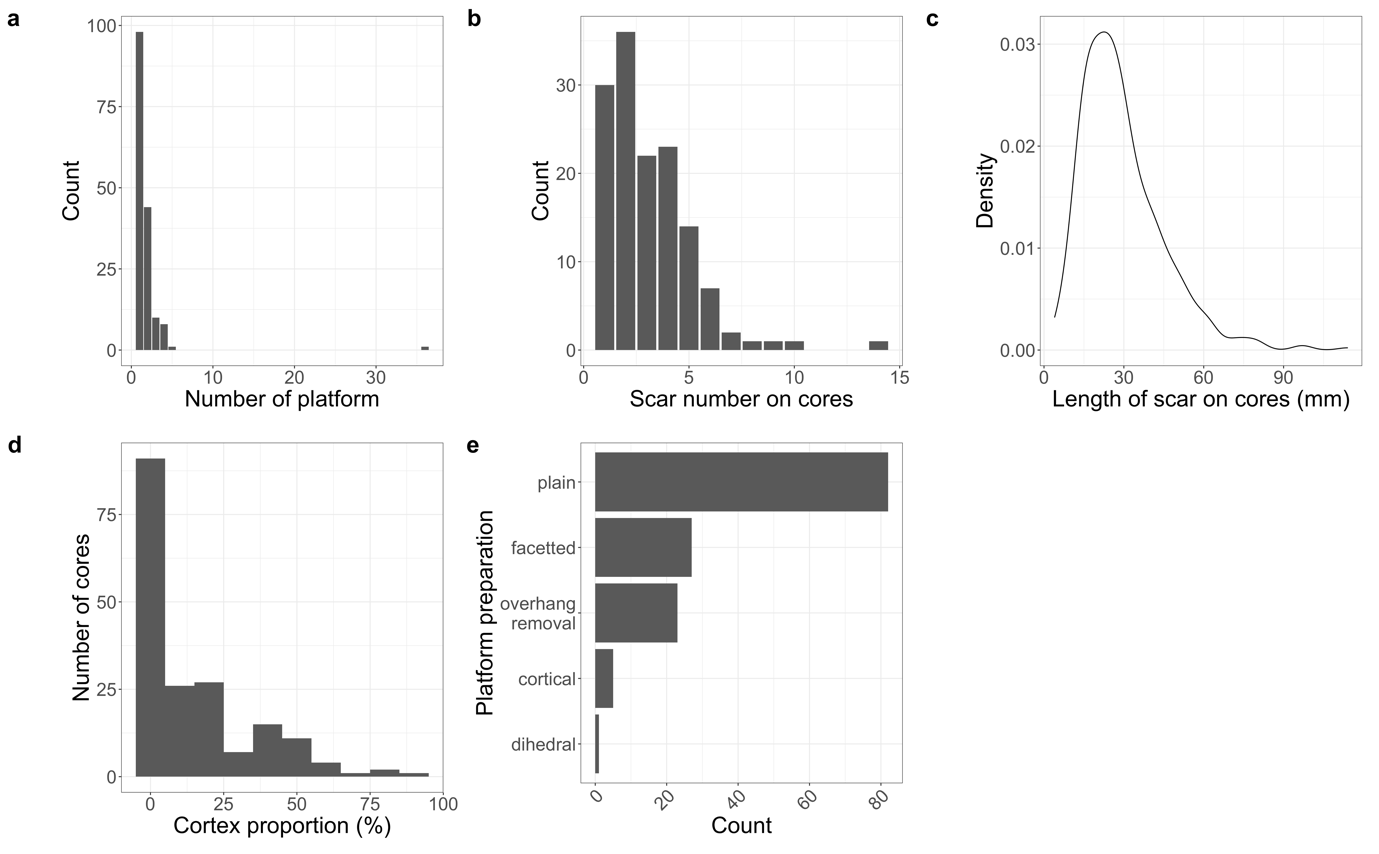 a
100
75
50
25
0
Count
0 10 20 30
Number of platform
b
30
20
10
0
Count
0 5 10 15
Scar number on cores
c
0.03
0.02
0.01
0.00
Density
0 30 60 90
Length of scar on cores (mm)
d
75
50
25
0
Number of cores
0 25 50 75 100
Cortex proportion (%)
e
plain
facetted
overhang
removal
cortical
dihedral
Platform preparation
0 20 40 60 80
Count